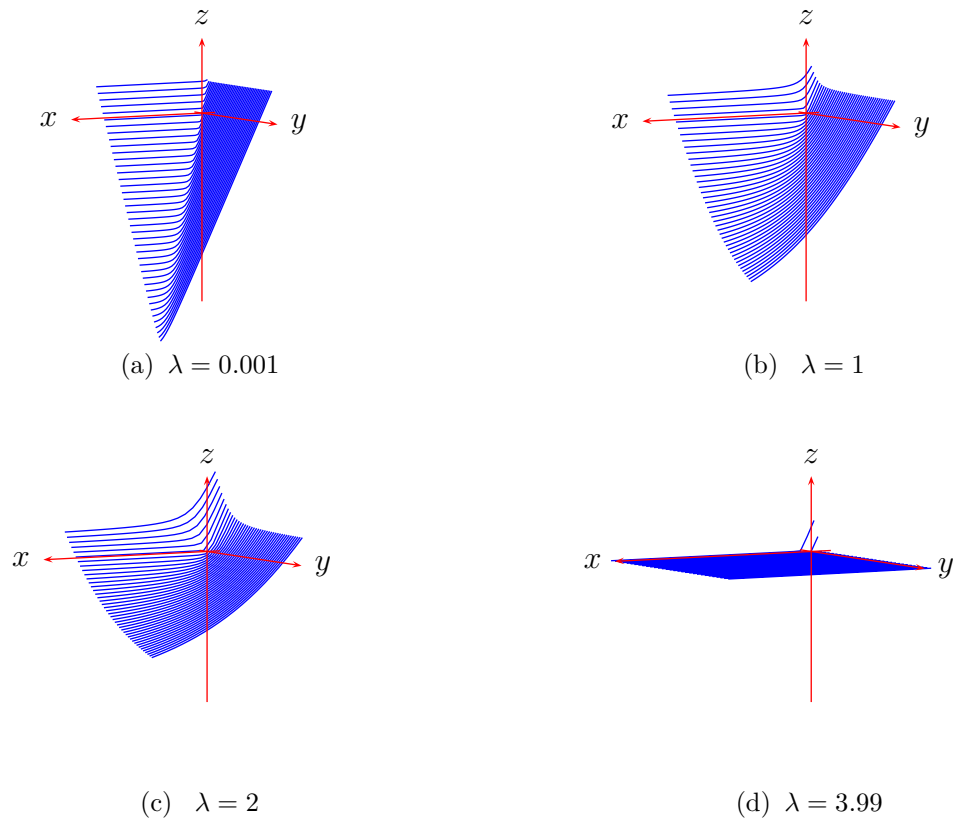 z
z
x
y
x
y
(a) λ = 0.001
(b) λ = 1
z
z
x
y
x
y
(c) λ = 2
(d) λ = 3.99